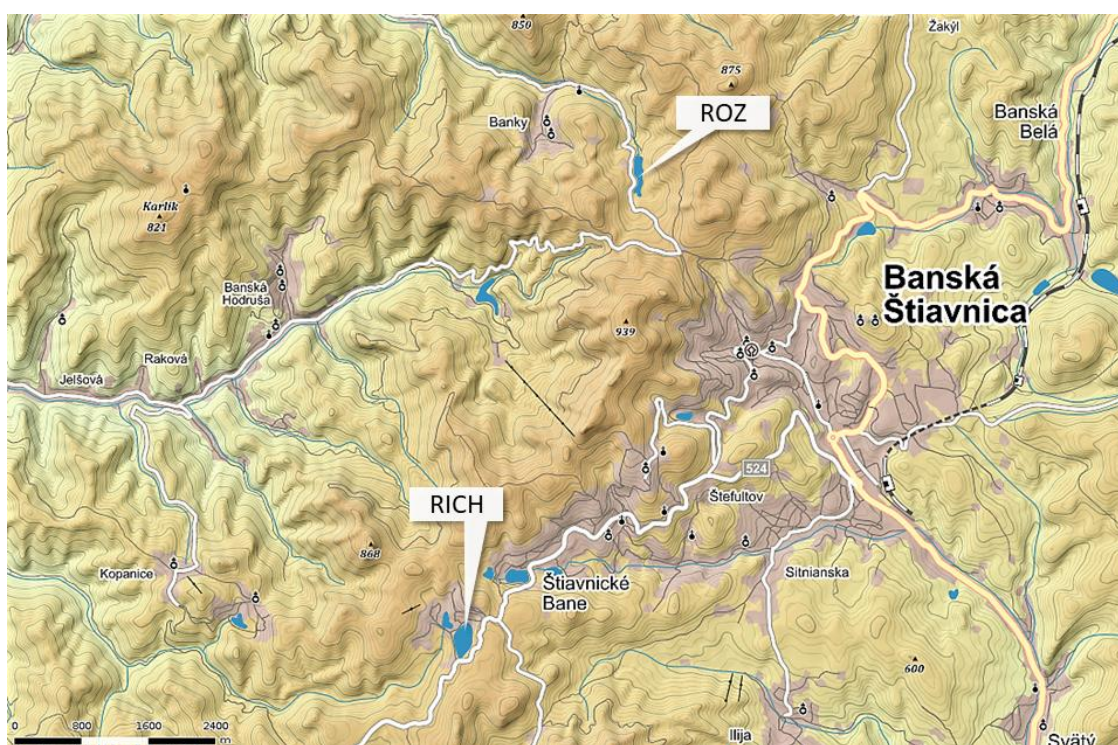 850
Žakýl
875
ROZ
Banky
Banská
Belá
Karlík
821
Banská
Hodruša
Banská
Štiavnica
939
Raková
Jelšová
524
RICH
Štefultov
868
Kopanice
Štiavnické
Bane
Sitnianska
600
0 800 1600 2400
m
Ilija
Svätý